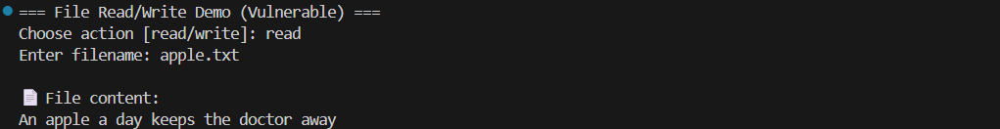 === File Read/Write Demo (Vulnerable) ===
Choose action [read/write]: read
Enter filename: apple.txt
📄 File content:
An apple a day keeps the doctor away